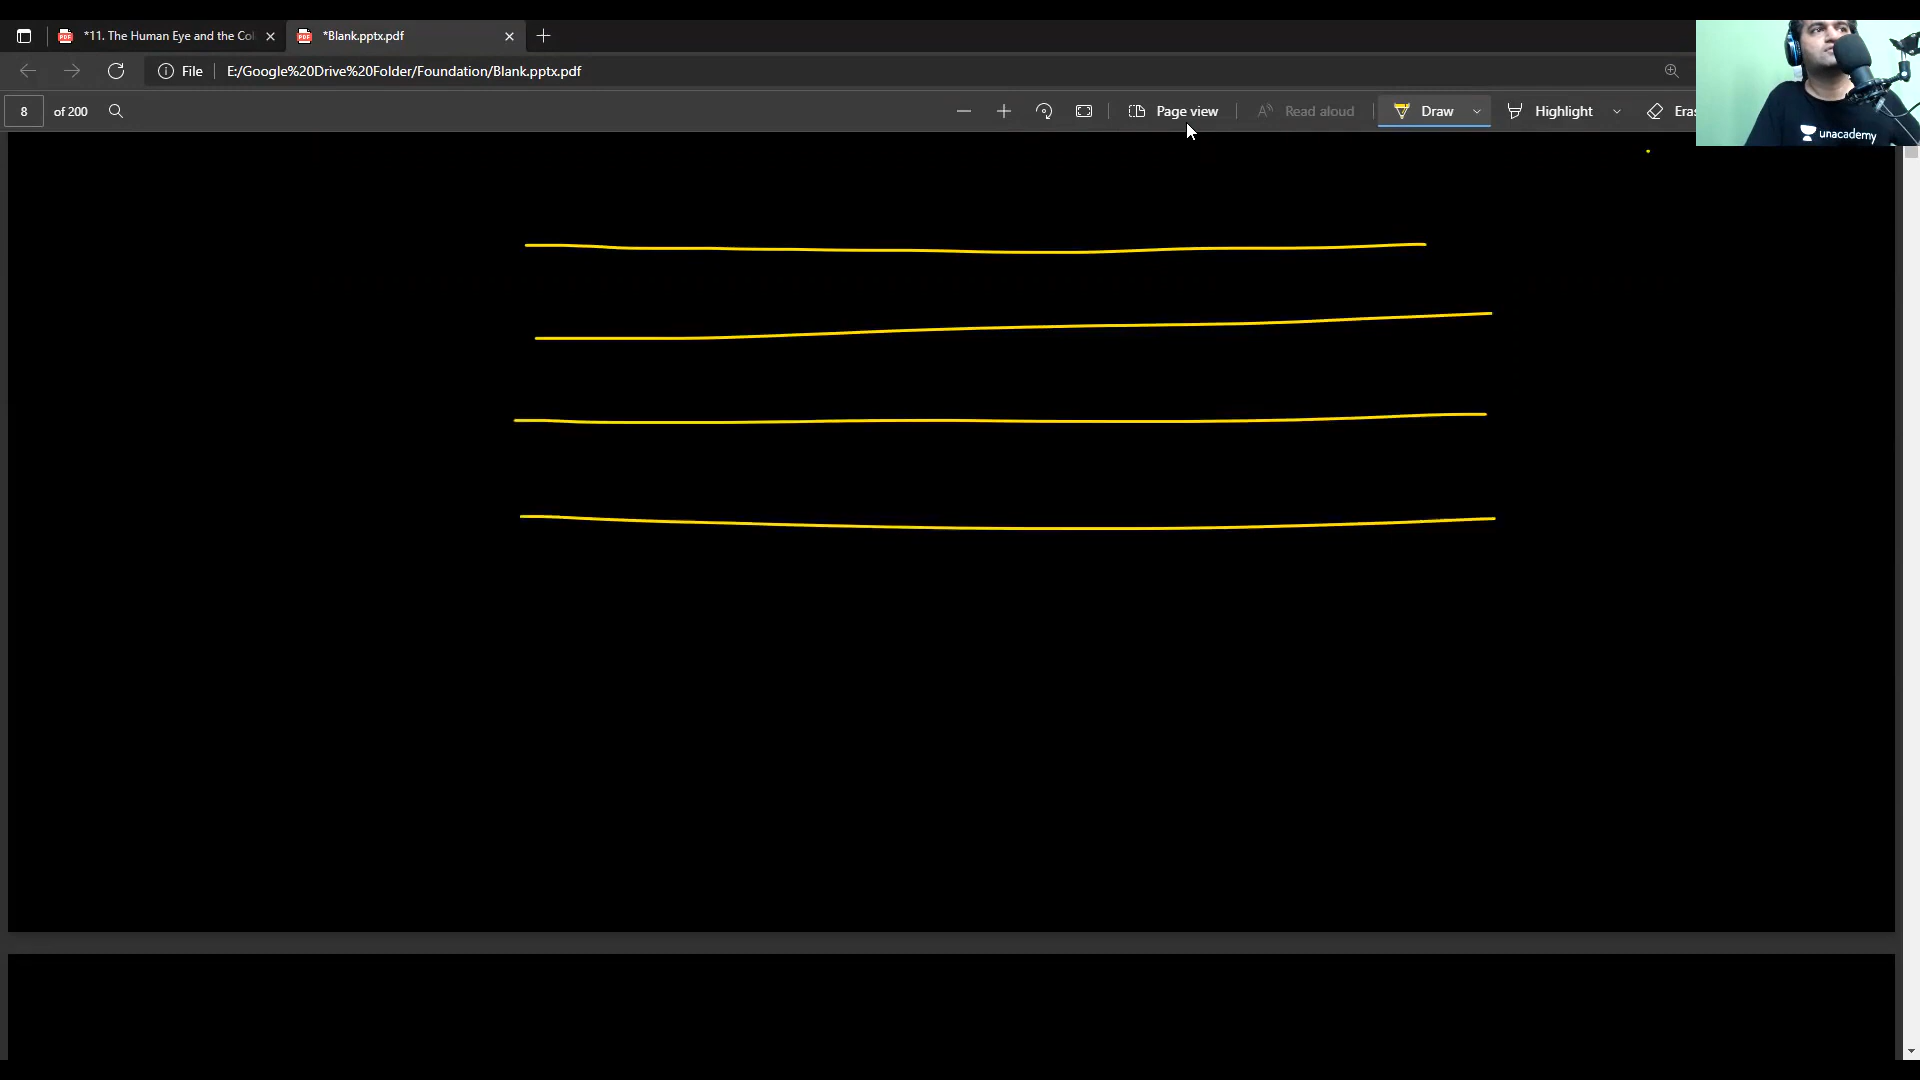 *11. The Human Eye and the Col
*Blank.pptx.pdf
File
E:/Google%20Drive%20Folder/Foundation/Blank.pptx.pdf
8 of 200
Page view
Read aloud
Draw
Highlight
Eras
unacademy